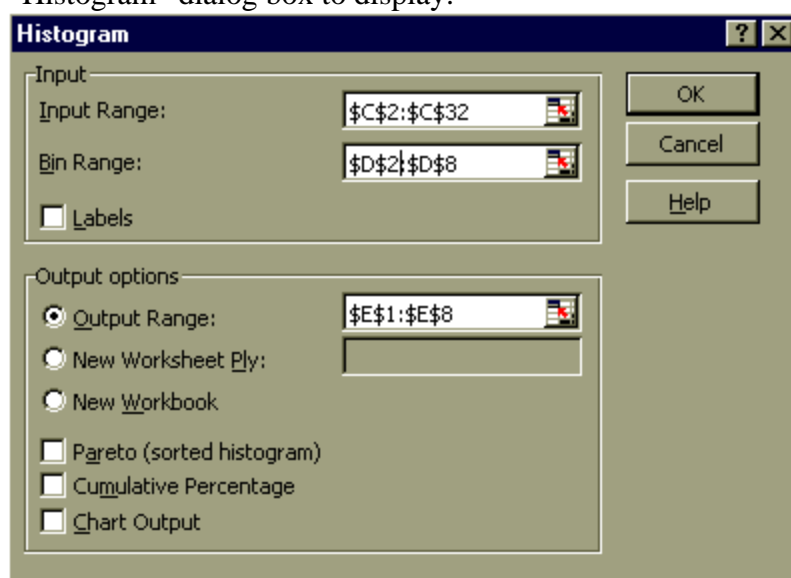 "Histogram" dialog box to display:
Histogram
Input
Input Range: $C$2:$C$32
Bin Range: $D$2:$D$8
Labels
OK
Cancel
Help
Output options
Output Range: $E$1:$E$8
New Worksheet Ply:
New Workbook
Pareto (sorted histogram)
Cumulative Percentage
Chart Output